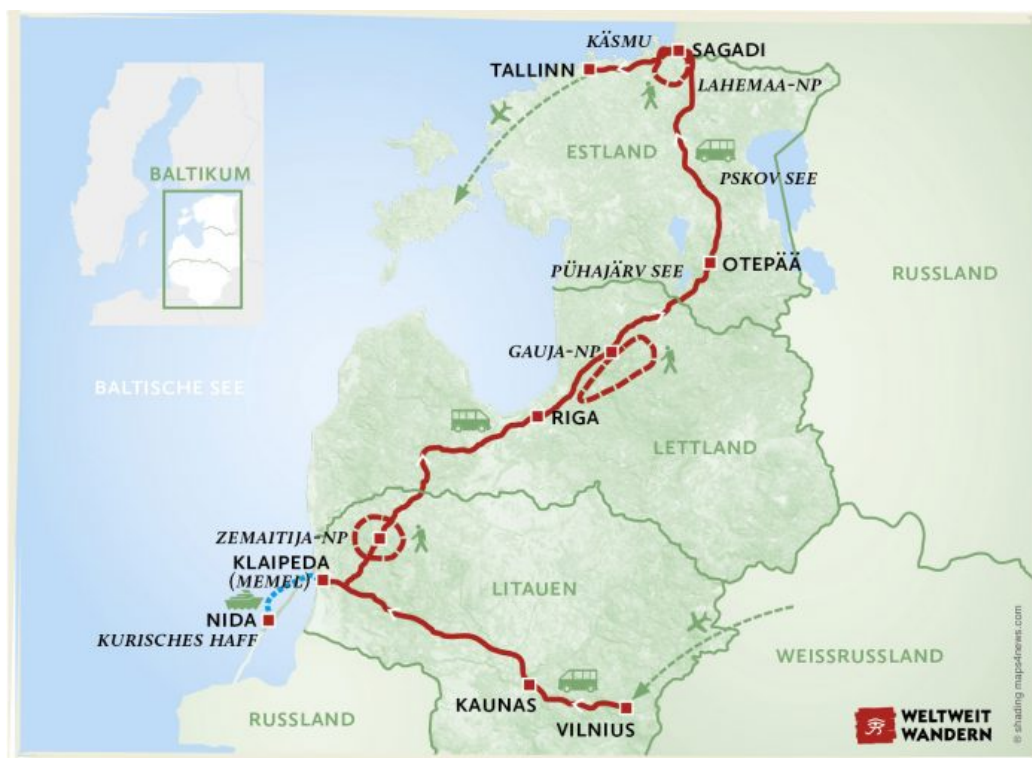 KÄSMU
SAGADI
TALLINN
LAHEMAA-NP
ESTLAND
BALTIKUM
PSKOV SEE
PÜHAJÄRV SEE
OTEPÄÄ
RUSSLAND
GAUJA-NP
BALTISCHE SEE
RIGA
LETTLAND
ZEMAITIJA-NP
KLAIPEDA
(MEMEL)
LITAUEN
NIDA
KURISCHES HAFF
WEISSRUSSLAND
KAUNAS
RUSSLAND
VILNIUS
WELTWEIT
WANDERN
© shading maps4news.com